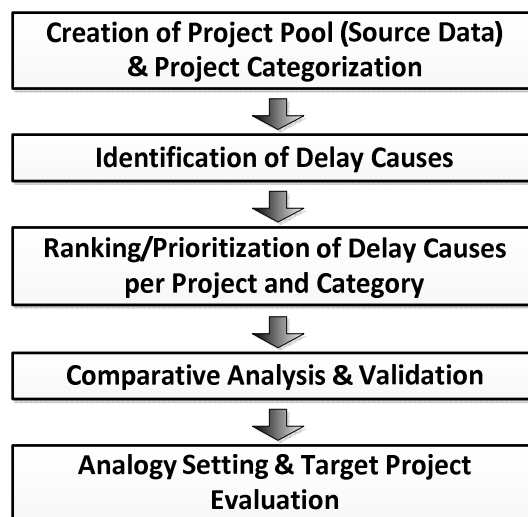 Creation of Project Pool (Source Data)
& Project Categorization
Identification of Delay Causes
Ranking/Prioritization of Delay Causes
per Project and Category
Comparative Analysis & Validation
Analogy Setting & Target Project
Evaluation